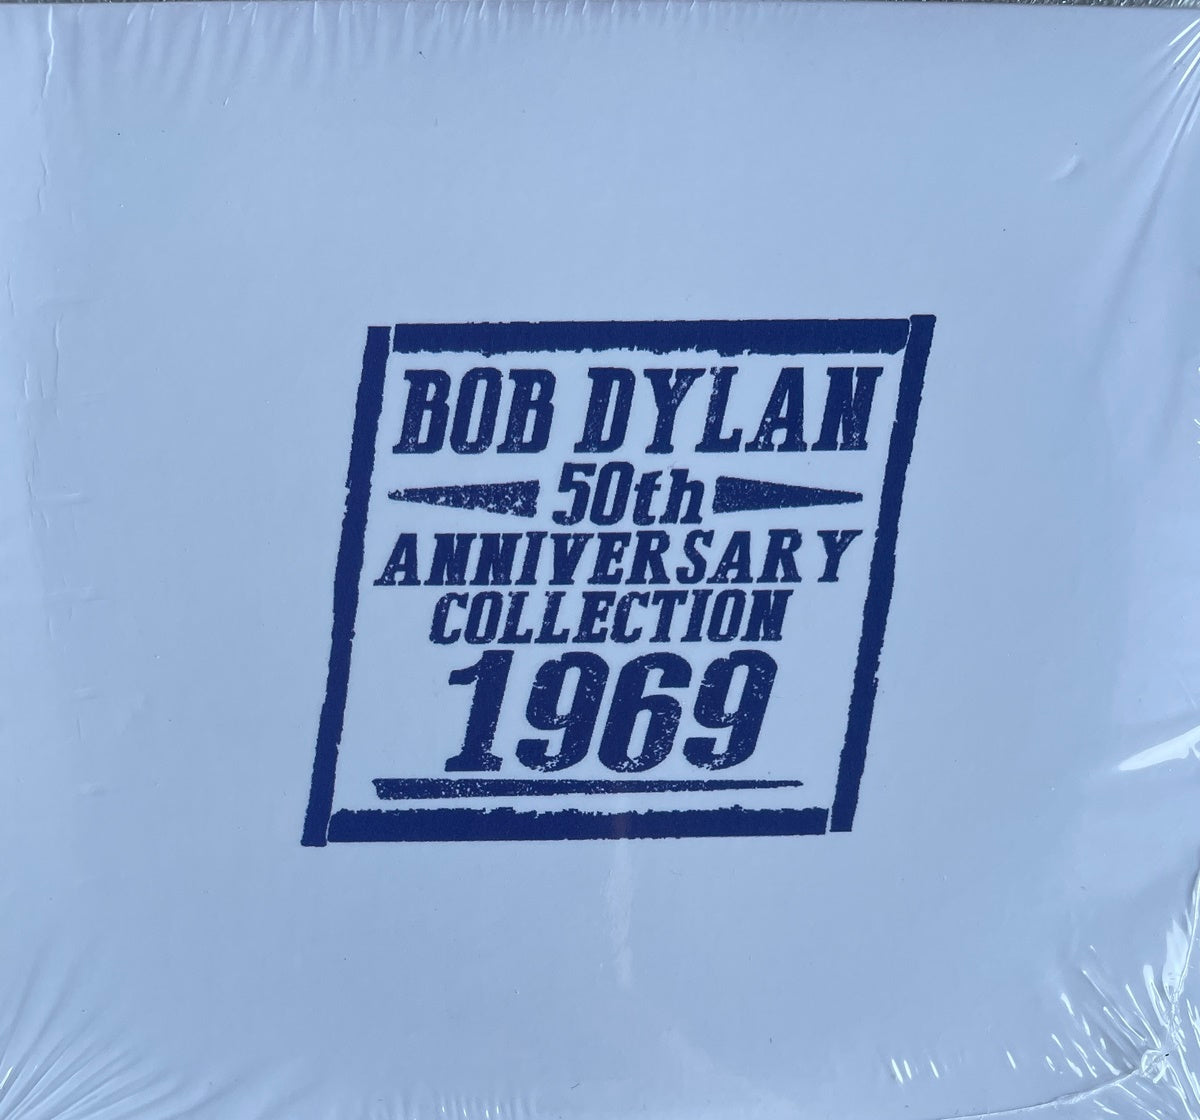 BOB DYLAN
50th
ANNIVERSARY
COLLECTION
1969